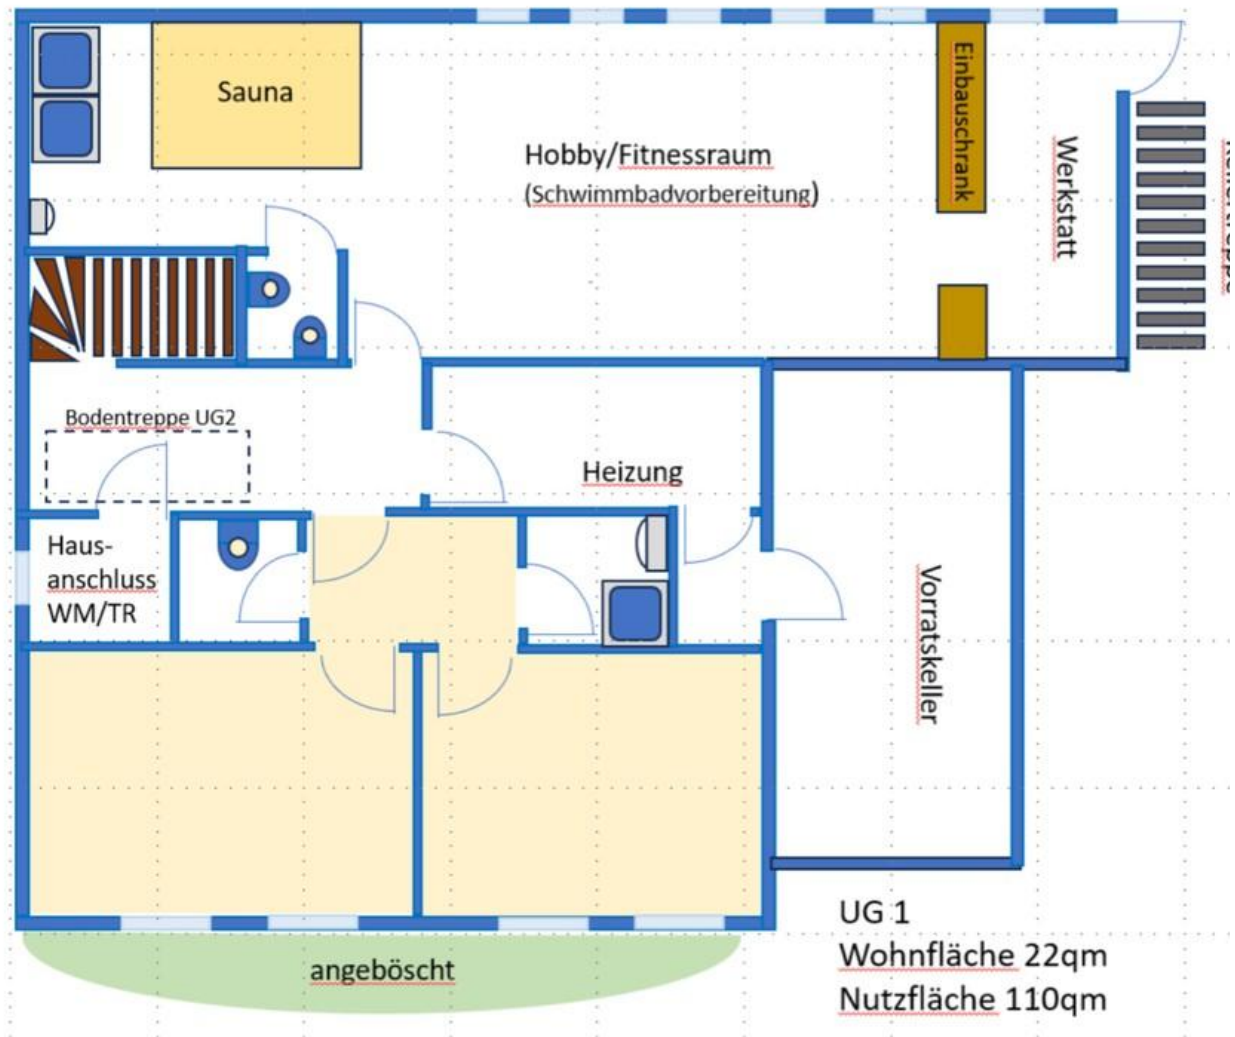 Sauna
Einbauschrank
Hobby/Fitnessraum
(Schwimmbadvorbereitung)
Werkstatt
Bodentreppe UG2
Heizung
Haus-
anschluss
WM/TR
Vorratskeller
UG 1
Wohnfläche 22qm
Nutzfläche 110qm
angeböscht